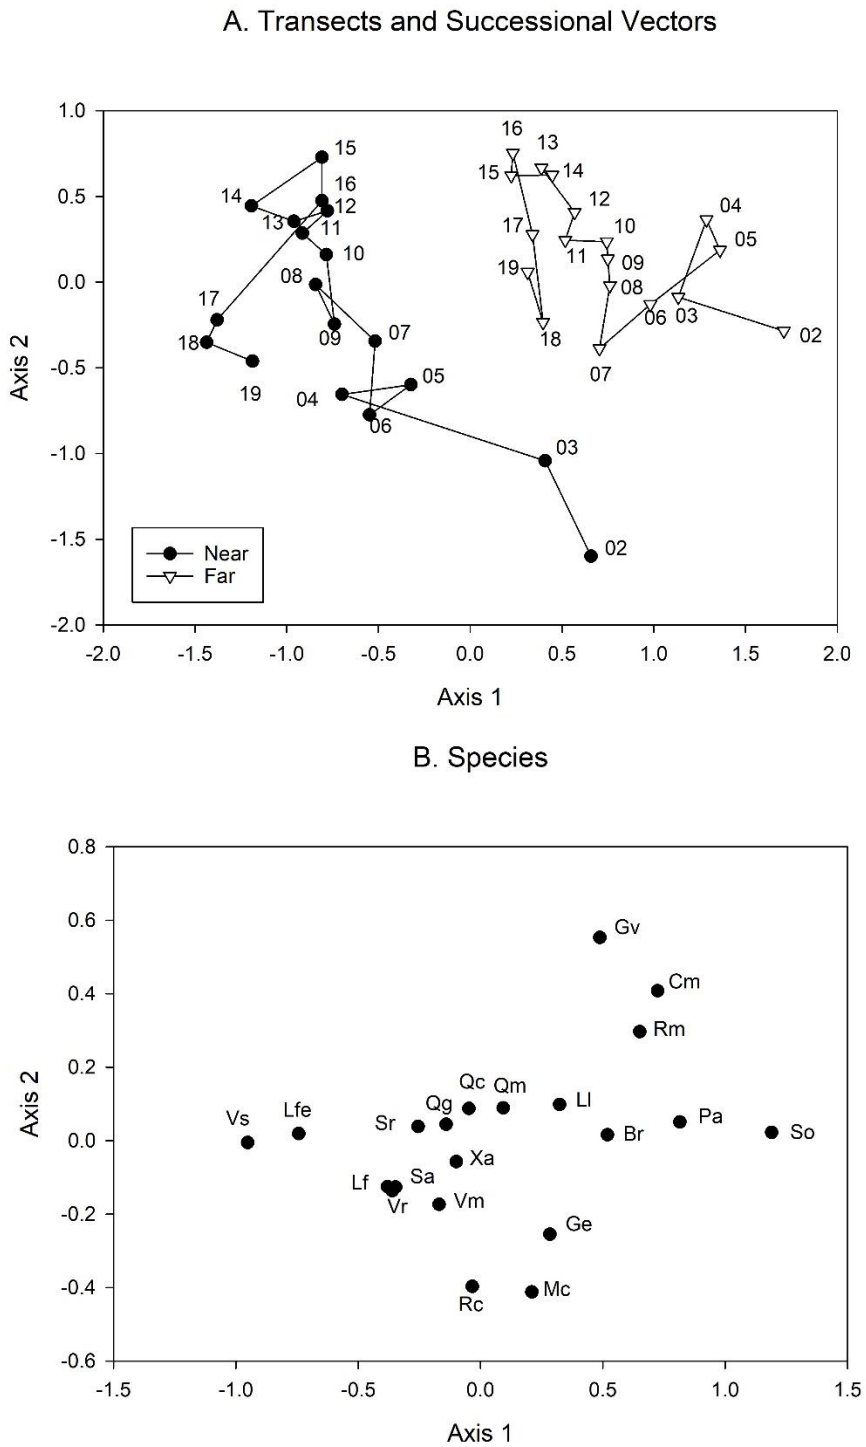 A. Transects and Successional Vectors
1.0
0.5
0.0
-0.5
-1.0
-1.5
-2.0
Axis 2
15
16
14
12
13
11
10
08
17
09
07
18
19
04
05
06
03
02
16
13
15
14
12
17
11
10
19
09
08
18
07
04
05
06
03
02
Near
Far
-2.0 -1.5 -1.0 -0.5 0.0 0.5 1.0 1.5 2.0
Axis 1
B. Species
0.8
0.6
0.4
0.2
0.0
-0.2
-0.4
-0.6
Axis 2
Gv
Cm
Rm
Qc Qm Ll
Vs Lfe Sr Qg Br Pa So
Xa
Lf Sa
Vr Vm
Ge
Rc Mc
-1.5 -1.0 -0.5 0.0 0.5 1.0 1.5
Axis 1